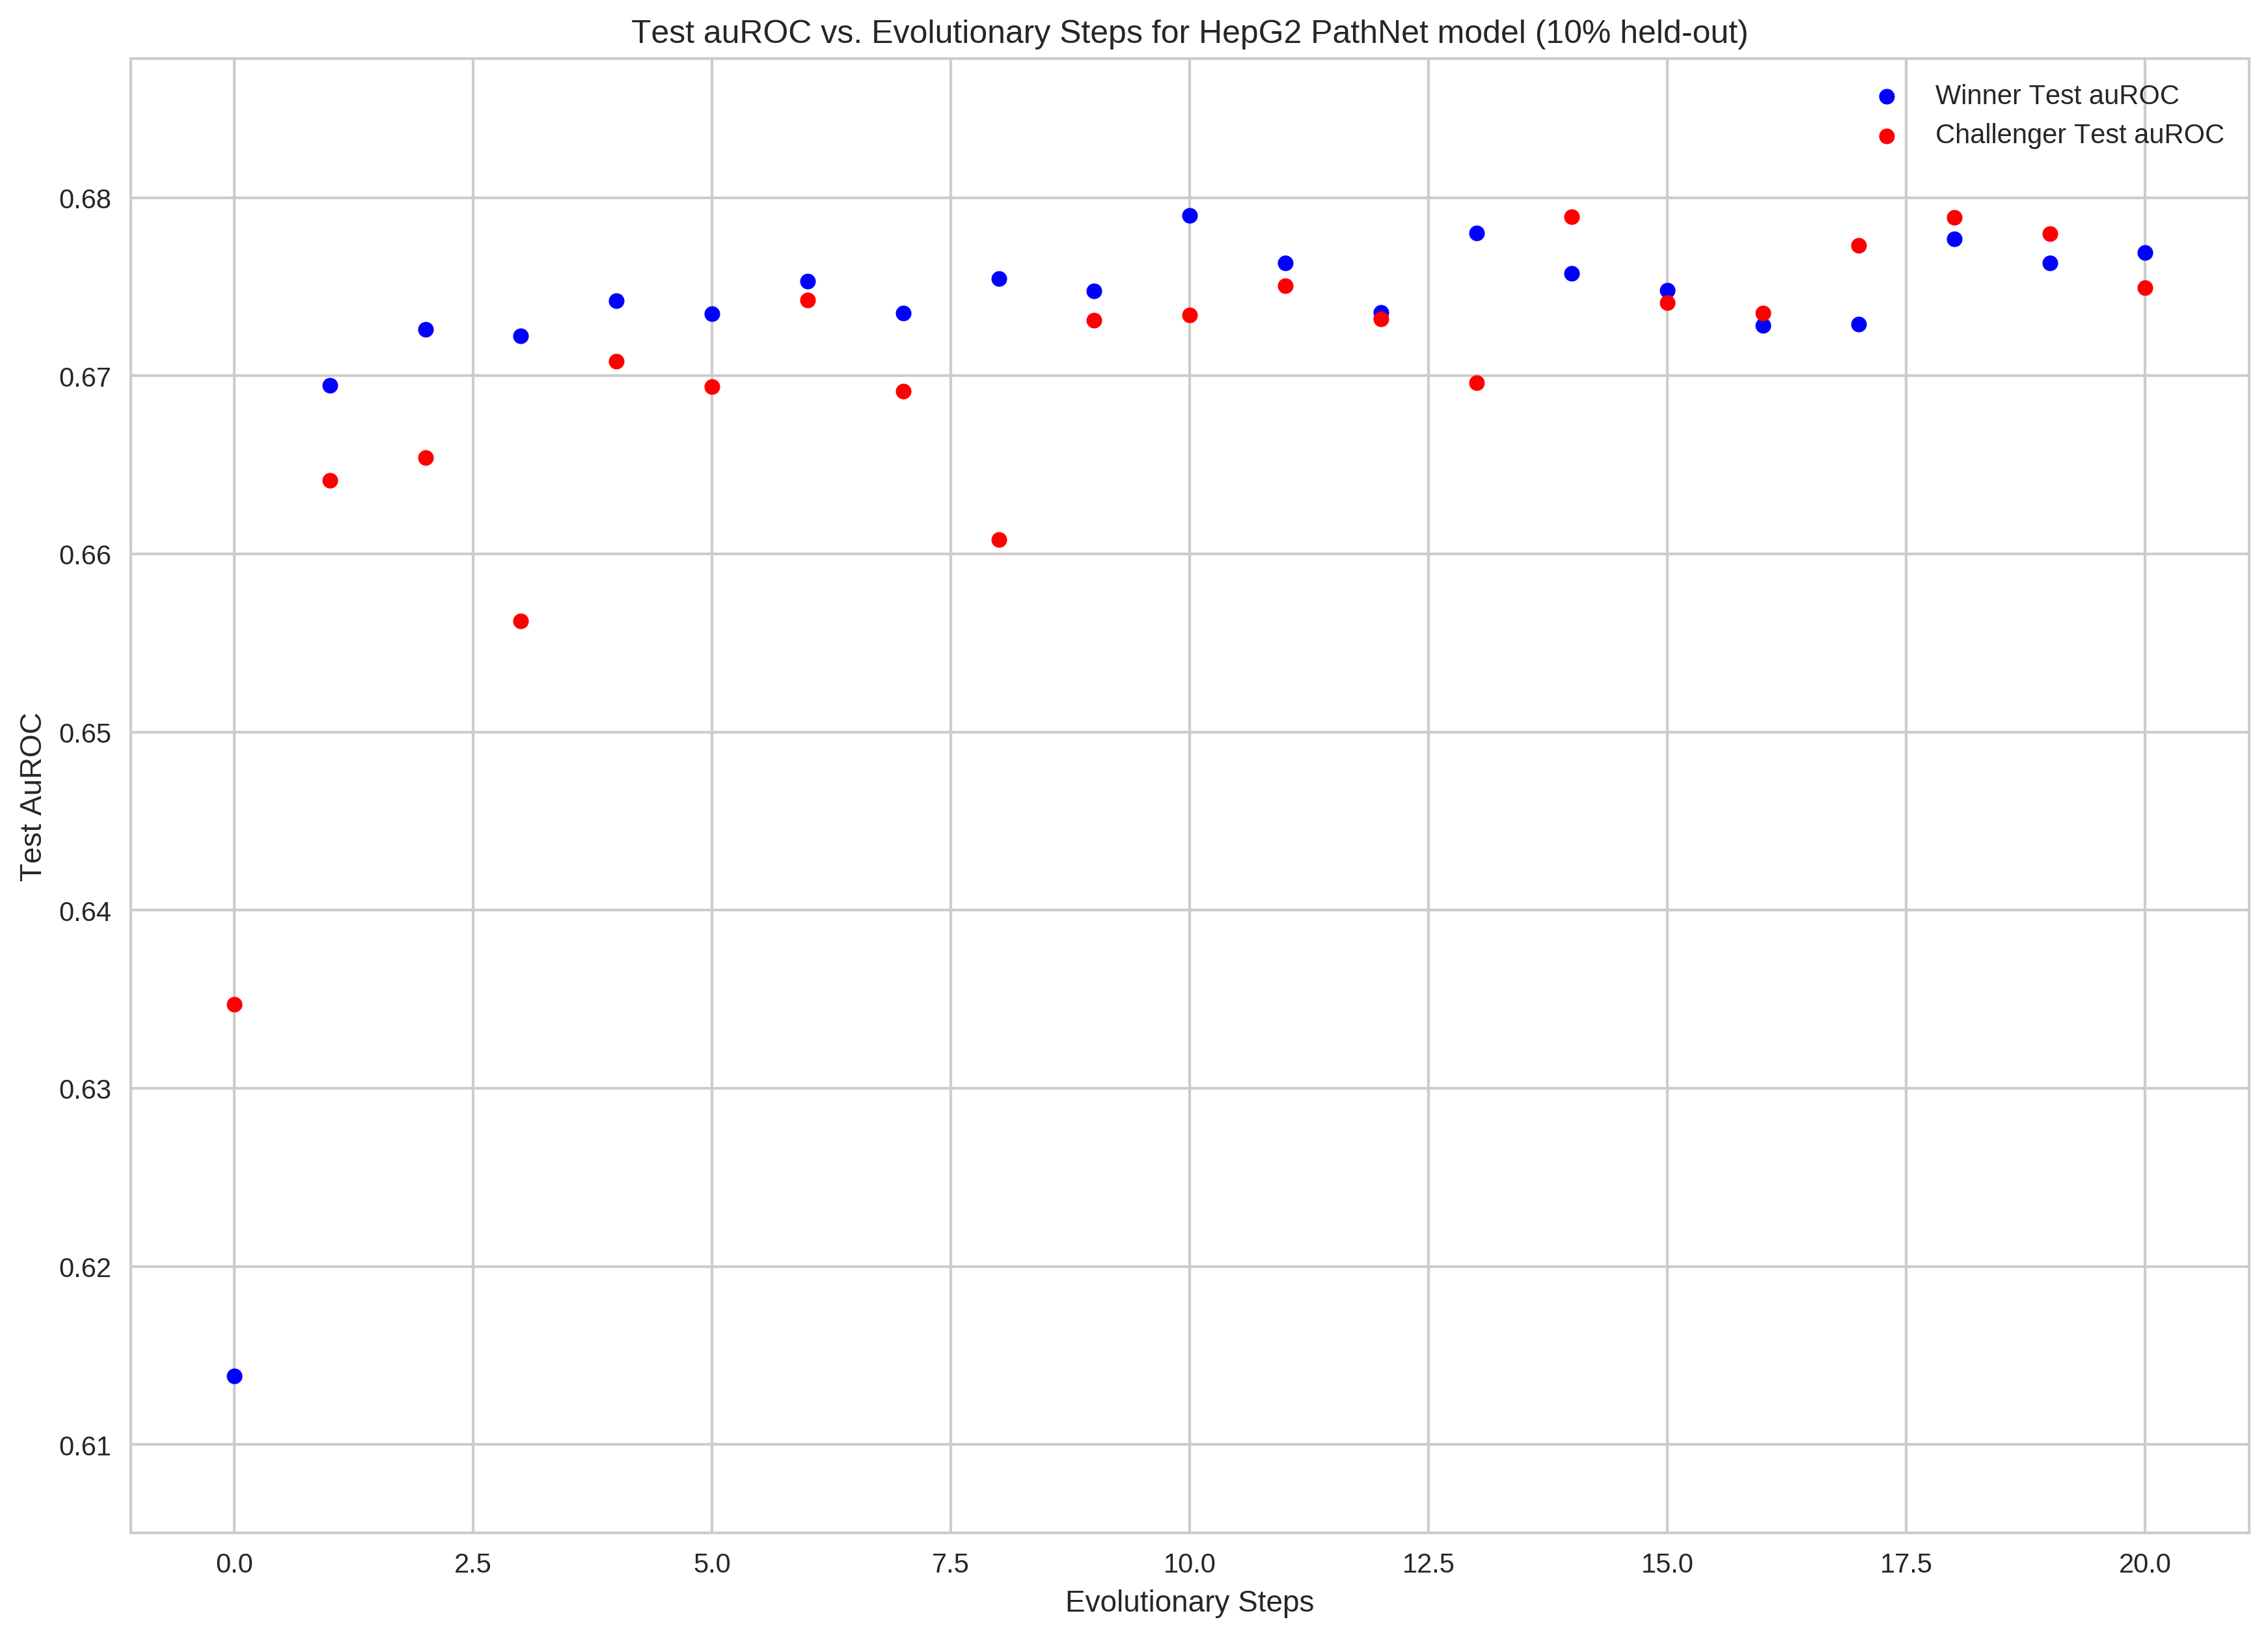 Test auROC vs. Evolutionary Steps for HepG2 PathNet model (10% held-out)
Winner Test auROC
Challenger Test auROC
Test AuROC
0.68
0.67
0.66
0.65
0.64
0.63
0.62
0.61
0.0 2.5 5.0 7.5 10.0 12.5 15.0 17.5 20.0
Evolutionary Steps